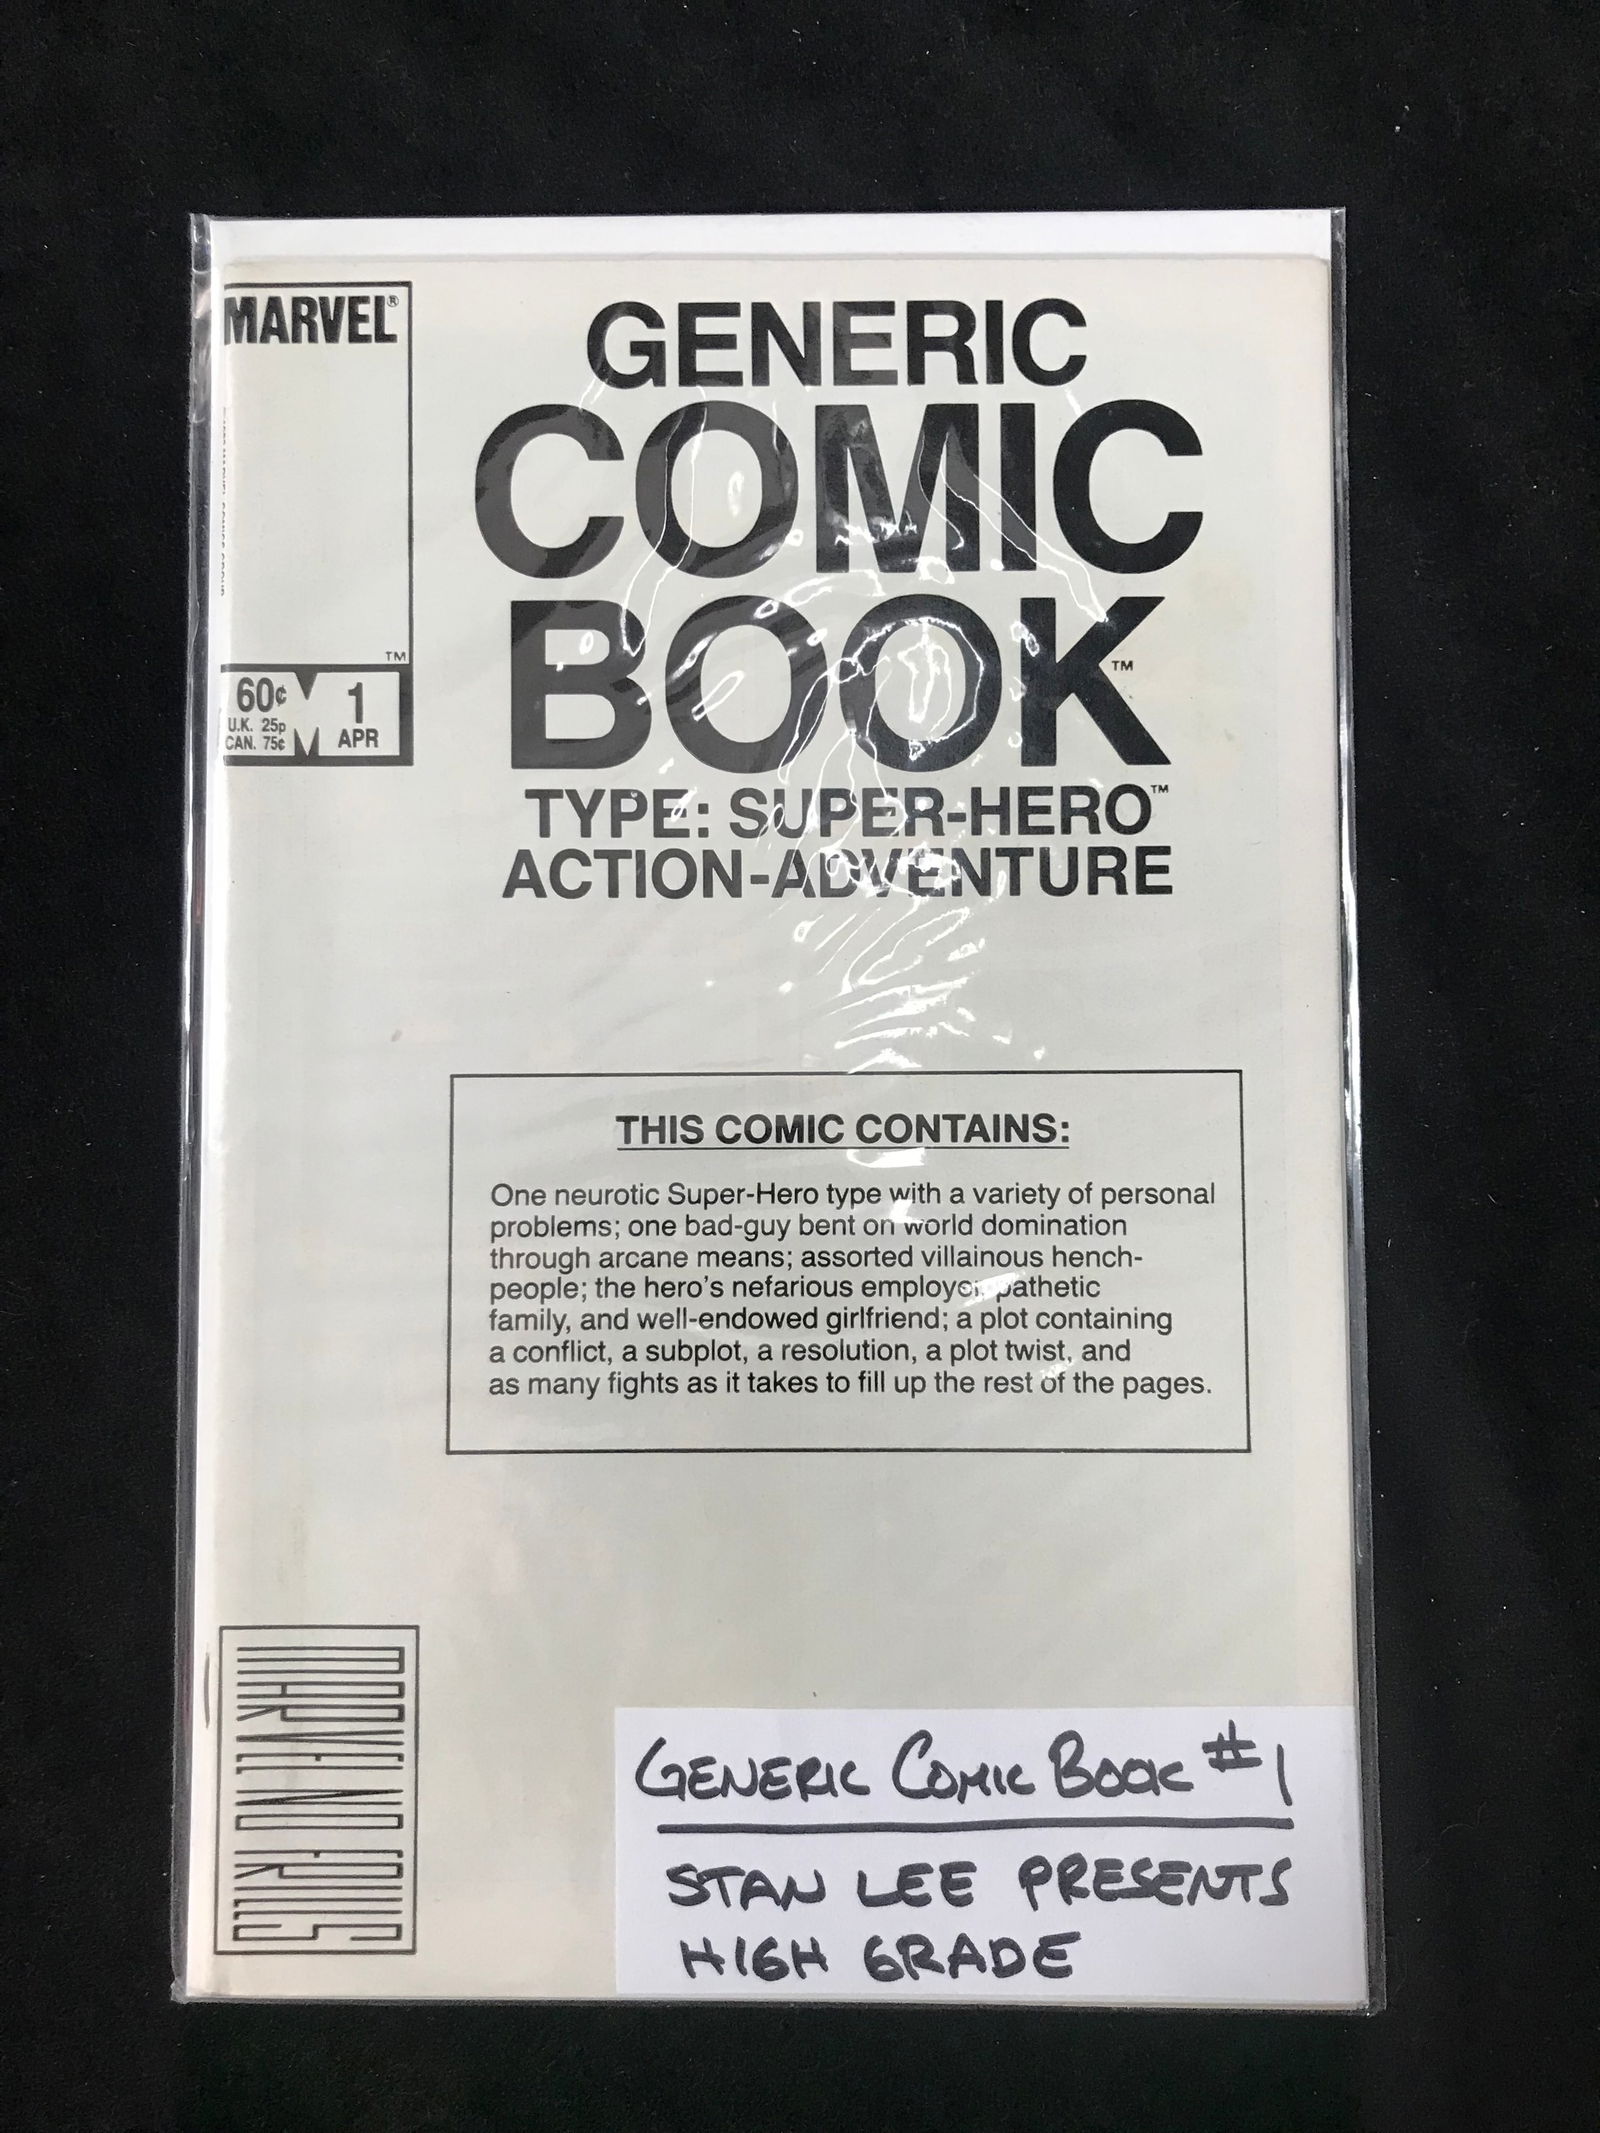 MARVEL®
TM
60¢
U.K. 25p
CAN. 75¢
1
APR
GENERIC
COMIC
BOOK™
TYPE: SUPER-HERO™
ACTION-ADVENTURE
THIS COMIC CONTAINS:
One neurotic Super-Hero type with a variety of personal
problems; one bad-guy bent on world domination
through arcane means; assorted villainous hench-
people; the hero's nefarious employer, pathetic
family, and well-endowed girlfriend; a plot containing
a conflict, a subplot, a resolution, a plot twist, and
as many fights as it takes to fill up the rest of the pages.
MARVEL NO FRILLS
GENERIC COMIC BOOK #1
STAN LEE PRESENTS
HIGH GRADE